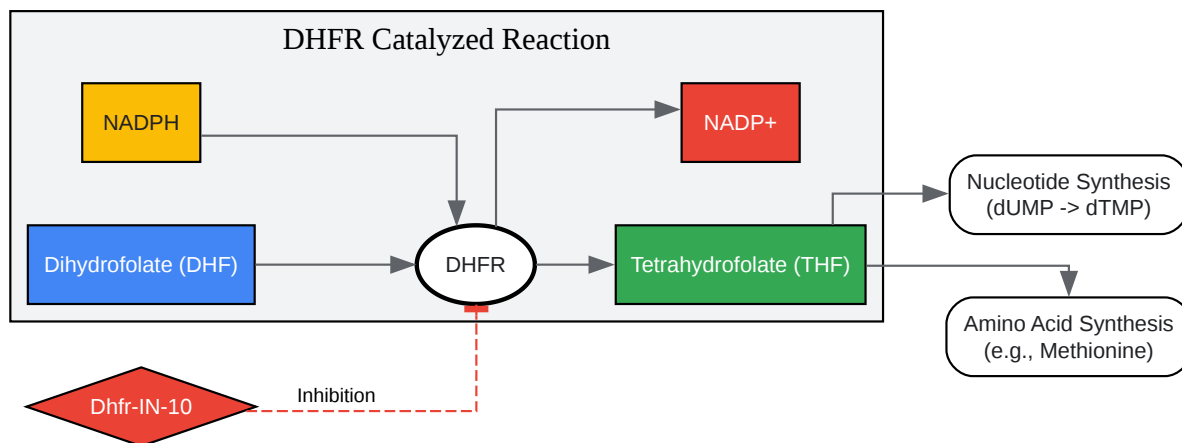 DHFR Catalyzed Reaction
NADPH
NADP+
Dihydrofolate (DHF)
DHFR
Tetrahydrofolate (THF)
Nucleotide Synthesis
(dUMP -> dTMP)
Amino Acid Synthesis
(e.g., Methionine)
Dhfr-IN-10
Inhibition